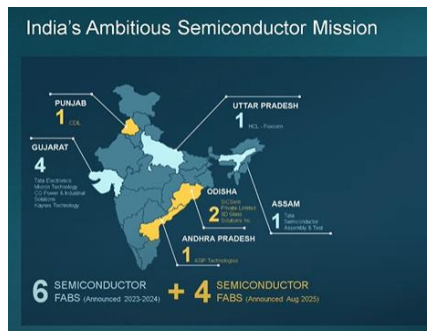 India's Ambitious Semiconductor Mission
PUNJAB
1 CDIL
UTTAR PRADESH
1 HCL - Foxconn
GUJARAT
4
Tata Electronics
Micron Technology
CG Power & Industrial
Solutions
Kaynes Technology
ODISHA
2 SiCSem
Private Limited
3D Glass
Solutions Inc.
ASSAM
1 Tata
Semiconductor
Assembly & Test
ANDHRA PRADESH
1 ASIP Technologies
6 SEMICONDUCTOR
FABS (Announced 2023-2024)
+ 4 SEMICONDUCTOR
FABS (Announced Aug 2025)